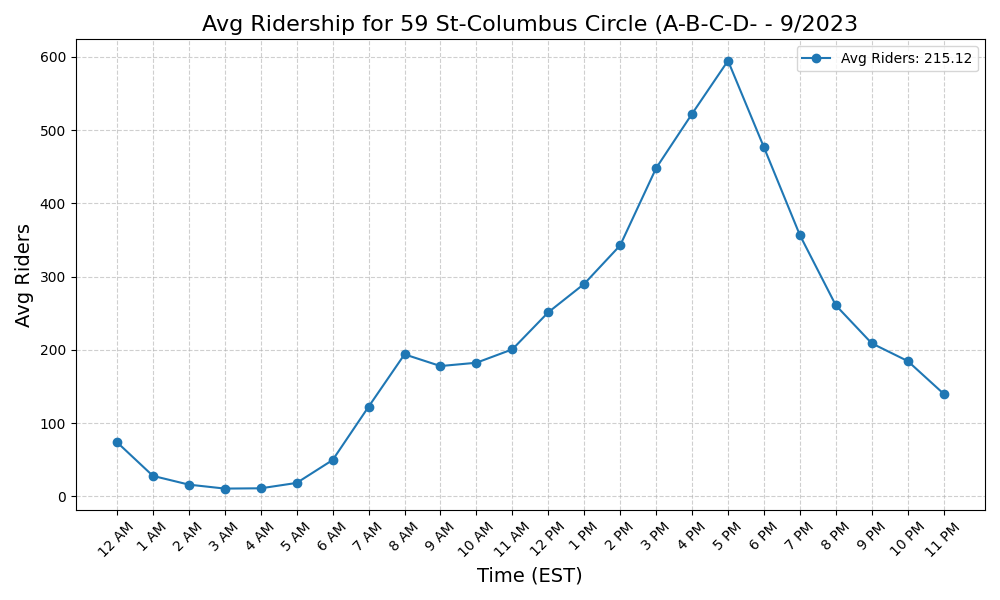 Avg Ridership for 59 St-Columbus Circle (A-B-C-D- - 9/2023
Avg Riders: 215.12
Avg Riders
600
500
400
300
200
100
0
12 AM 1 AM 2 AM 3 AM 4 AM 5 AM 6 AM 7 AM 8 AM 9 AM 10 AM 11 AM 12 PM 1 PM 2 PM 3 PM 4 PM 5 PM 6 PM 7 PM 8 PM 9 PM 10 PM 11 PM
Time (EST)